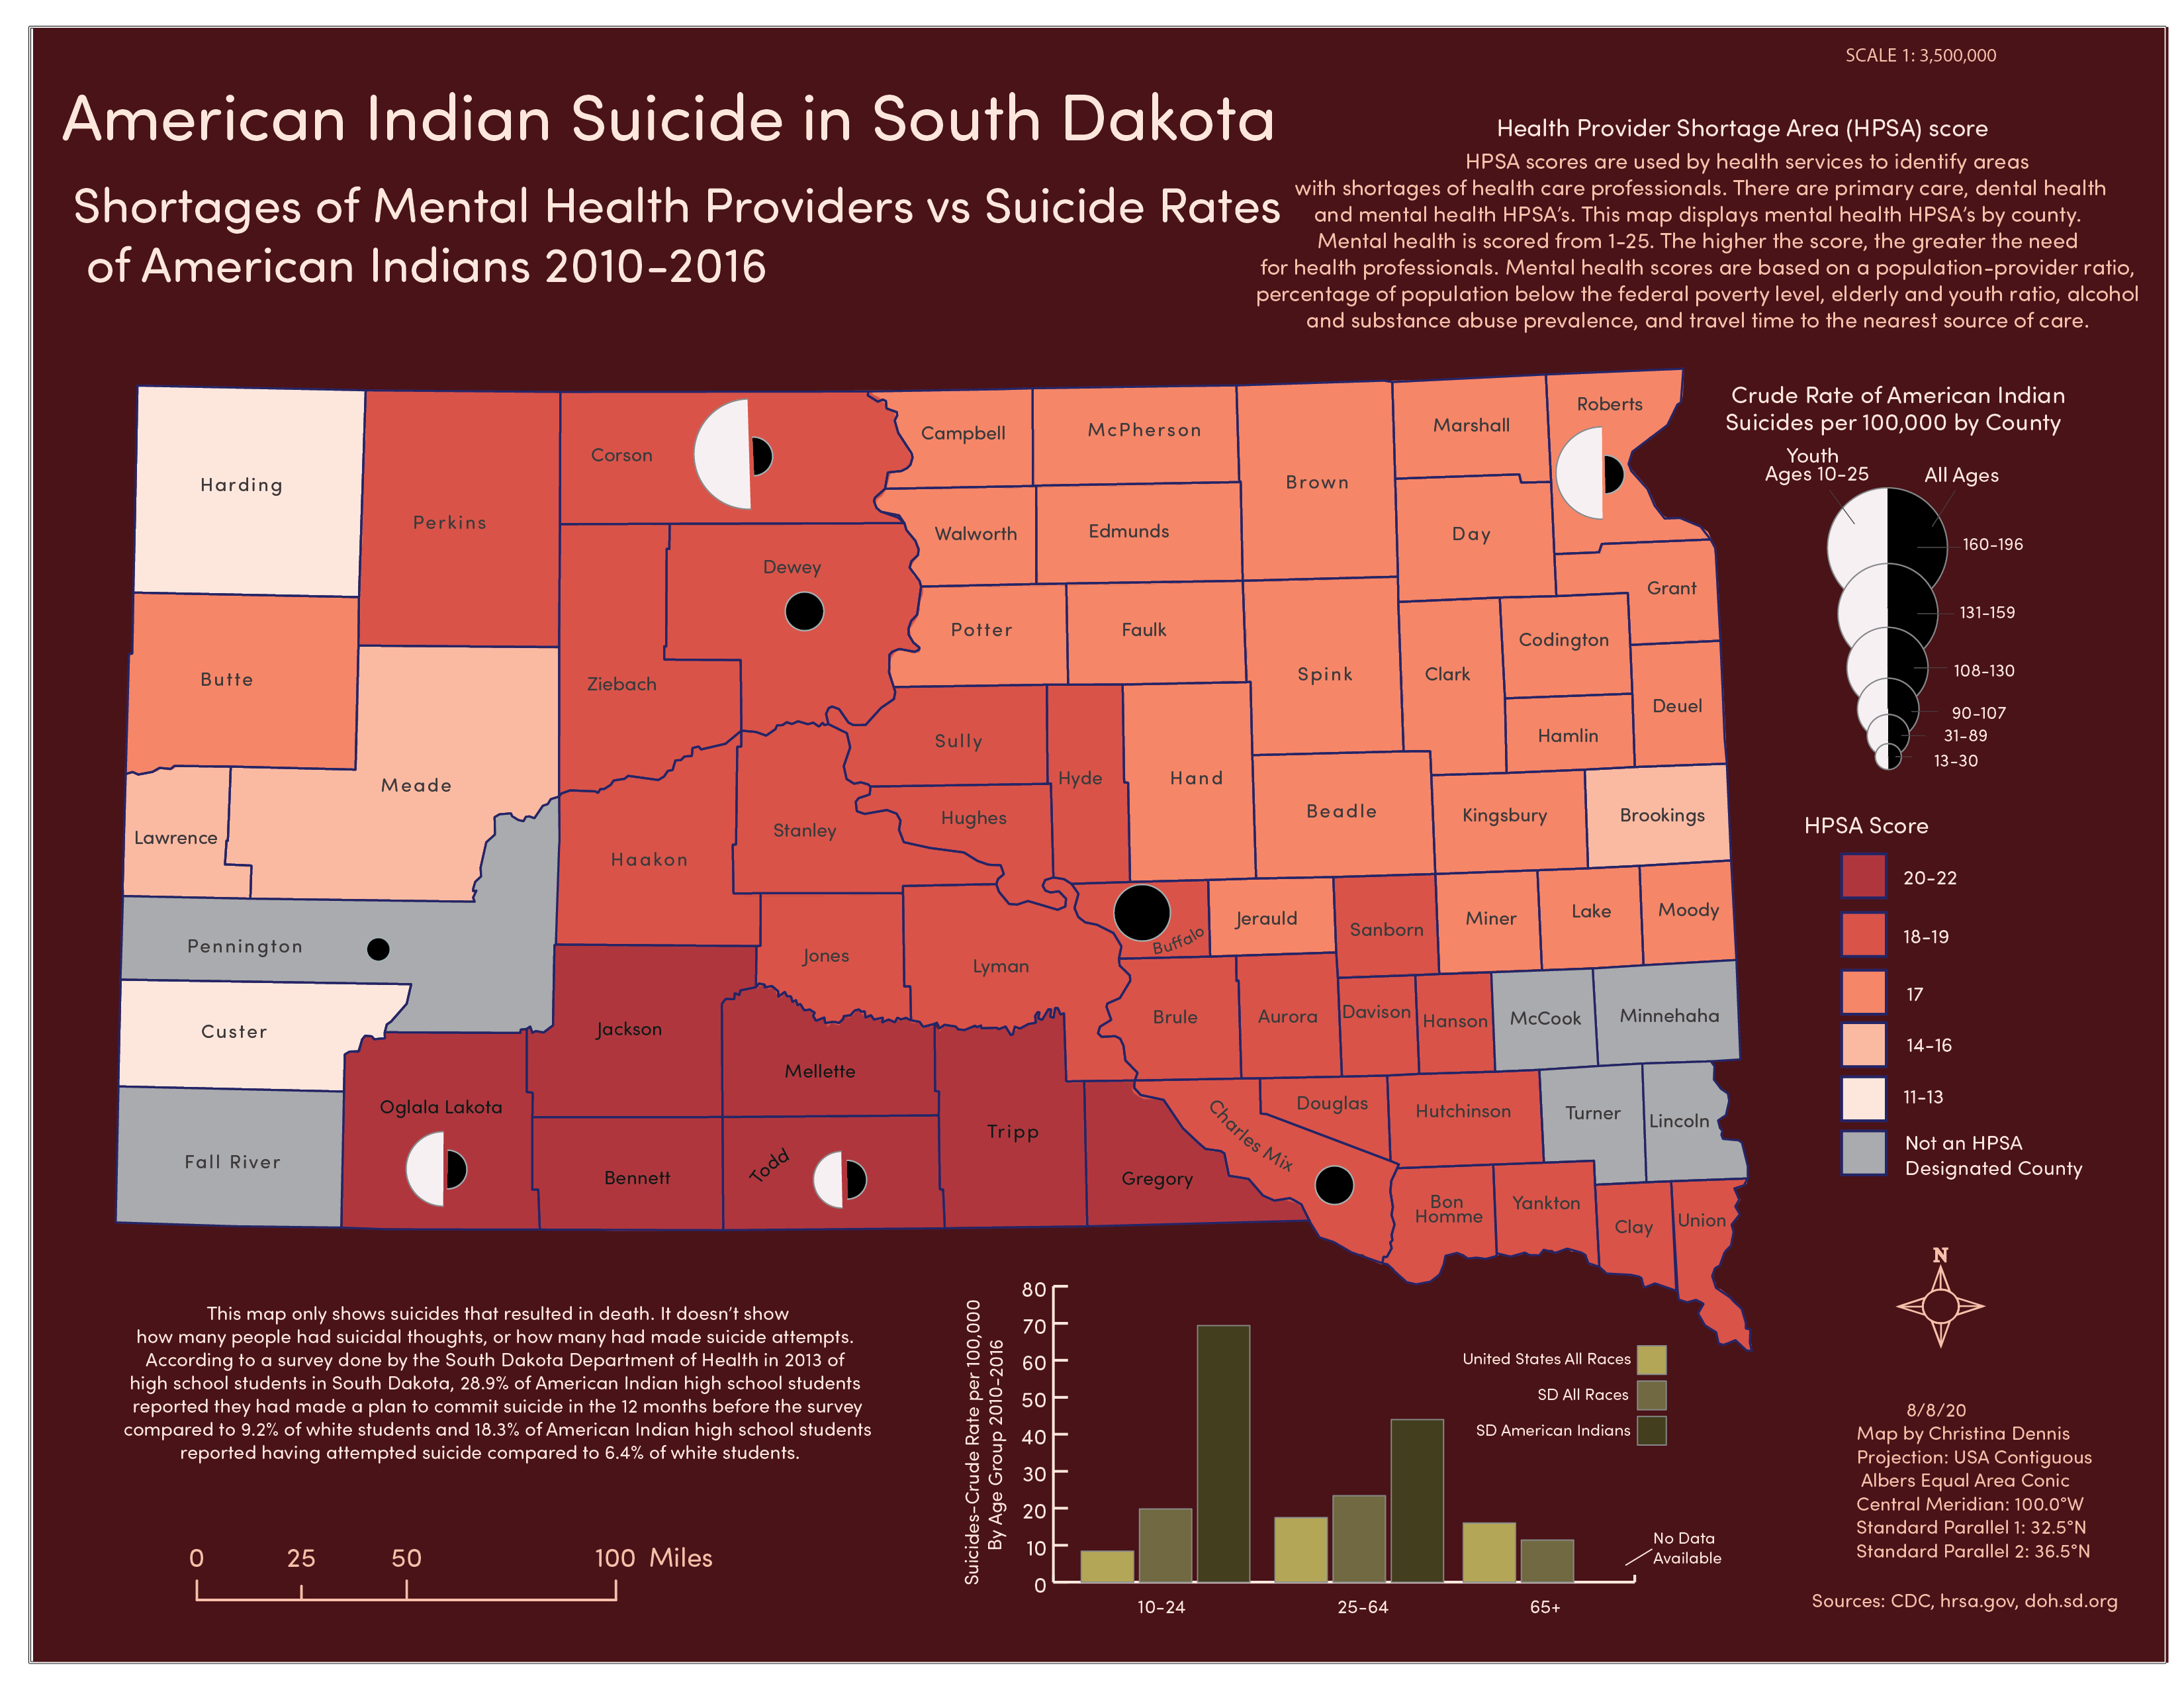 SCALE 1: 3,500,000
American Indian Suicide in South Dakota
Shortages of Mental Health Providers vs Suicide Rates
of American Indians 2010-2016
Health Provider Shortage Area (HPSA) score
HPSA scores are used by health services to identify areas
with shortages of health care professionals. There are primary care, dental health
and mental health HPSA's. This map displays mental health HPSA's by county.
Mental health is scored from 1-25. The higher the score, the greater the need
for health professionals. Mental health scores are based on a population-provider ratio,
percentage of population below the federal poverty level, elderly and youth ratio, alcohol
and substance abuse prevalence, and travel time to the nearest source of care.
Crude Rate of American Indian
Suicides per 100,000 by County
Youth
Ages 10-25
All Ages
160-196
131-159
108-130
90-107
31-89
13-30
HPSA Score
20-22
18-19
17
14-16
11-13
Not an HPSA
Designated County
Harding
Perkins
Corson
Campbell
McPherson
Brown
Marshall
Roberts
Walworth
Edmunds
Day
Dewey
Grant
Butte
Ziebach
Potter
Faulk
Spink
Clark
Codington
Deuel
Hamlin
Meade
Sully
Hyde
Hand
Lawrence
Haakon
Stanley
Hughes
Beadle
Kingsbury
Brookings
Pennington
Jones
Lyman
Buffalo
Jerauld
Sanborn
Miner
Lake
Moody
Custer
Jackson
Mellette
Brule
Aurora
Davison
Hanson
McCook
Minnehaha
Oglala Lakota
Tripp
Charles Mix
Douglas
Hutchinson
Turner
Lincoln
Fall River
Bennett
Todd
Gregory
Bon
Homme
Yankton
Clay
Union
This map only shows suicides that resulted in death. It doesn't show
how many people had suicidal thoughts, or how many had made suicide attempts.
According to a survey done by the South Dakota Department of Health in 2013 of
high school students in South Dakota, 28.9% of American Indian high school students
reported they had made a plan to commit suicide in the 12 months before the survey
compared to 9.2% of white students and 18.3% of American Indian high school students
reported having attempted suicide compared to 6.4% of white students.
0 25 50 100 Miles
Suicides-Crude Rate per 100,000
By Age Group 2010-2016
80
70
60
50
40
30
20
10
0
10-24
25-64
65+
United States All Races
SD All Races
SD American Indians
No Data
Available
N
8/8/20
Map by Christina Dennis
Projection: USA Contiguous
Albers Equal Area Conic
Central Meridian: 100.0°W
Standard Parallel 1: 32.5°N
Standard Parallel 2: 36.5°N
Sources: CDC, hrsa.gov, doh.sd.org